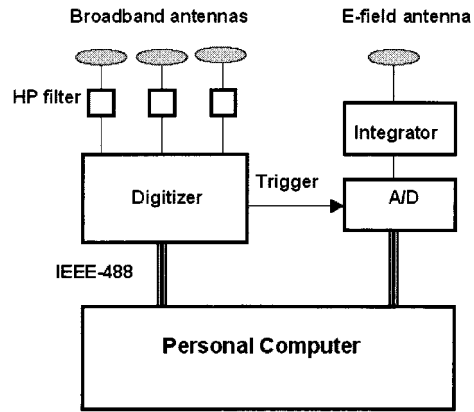 Broadband antennas
E-field antenna
HP filter
Integrator
Digitizer
Trigger
A/D
IEEE-488
Personal Computer